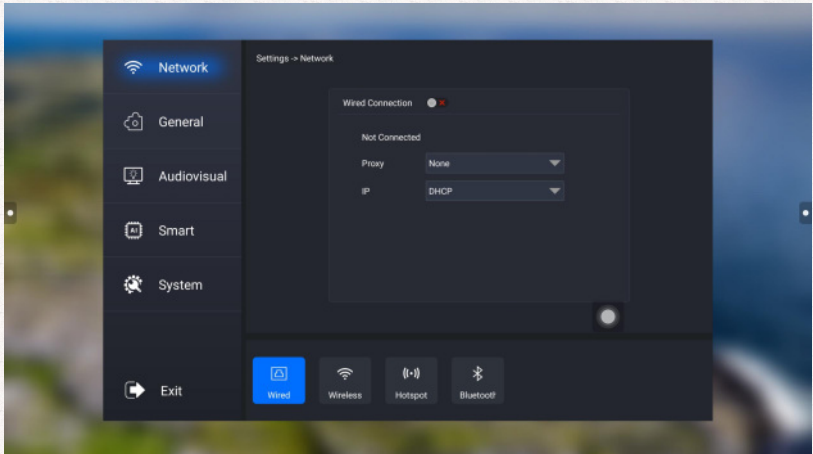 Network
General
Audiovisual
AI
Smart
System
Exit
Settings -> Network
Wired Connection
Not Connected
Proxy None
IP DHCP
Wired Wireless Hotspot Bluetooth